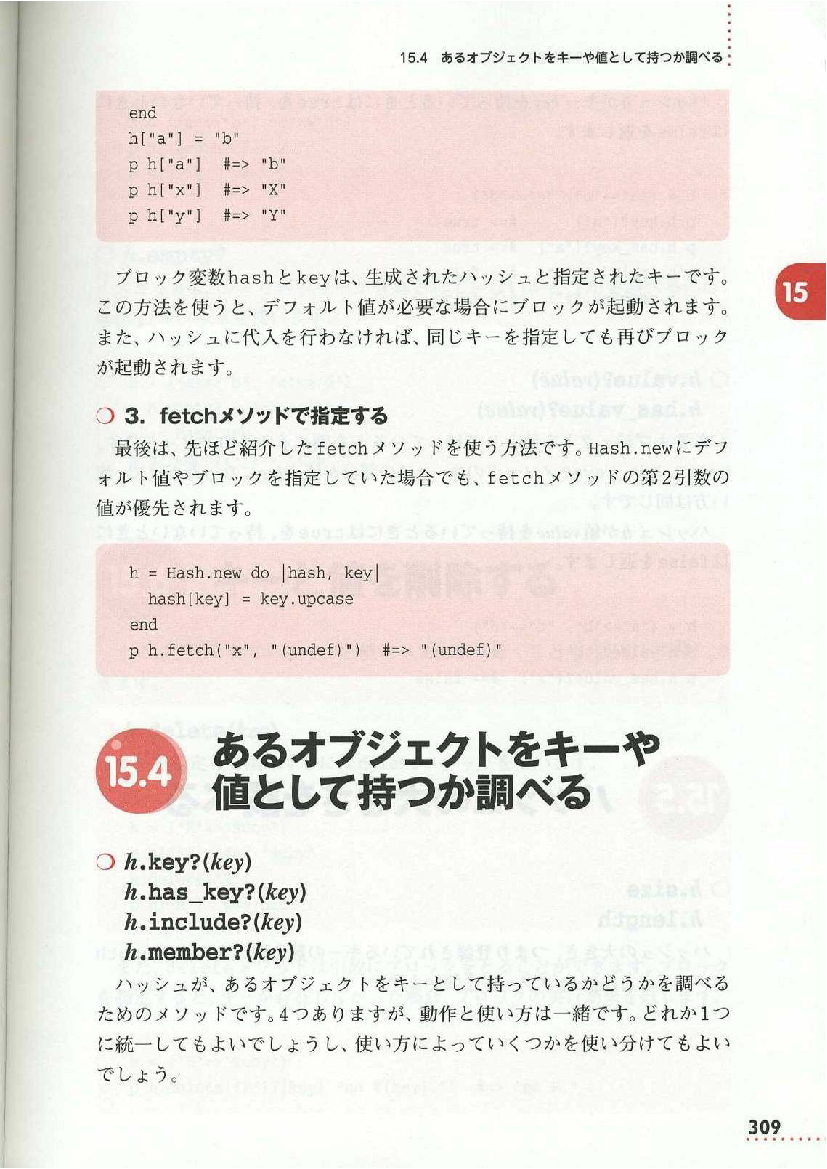 15.4　あるオブジェクトをキーや値として持つか調べる
end
h["a"] = "b"
p h["a"]  #=> "b"
p h["x"]  #=> "X"
p h["y"]  #=> "Y"
ブロック変数hashとkeyは、生成されたハッシュと指定されたキーです。
この方法を使うと、デフォルト値が必要な場合にブロックが起動されます。
また、ハッシュに代入を行わなければ、同じキーを指定しても再びブロック
が起動されます。
15
❍ 3. fetchメソッドで指定する
最後は、先ほど紹介したfetchメソッドを使う方法です。Hash.newにデフ
ォルト値やブロックを指定していた場合でも、fetchメソッドの第2引数の
値が優先されます。
h = Hash.new do |hash, key|
  hash[key] = key.upcase
end
p h.fetch("x", "(undef)")  #=> "(undef)"
15.4
あるオブジェクトをキーや
値として持つか調べる
❍ h.key?(key)
h.has_key?(key)
h.include?(key)
h.member?(key)
ハッシュが、あるオブジェクトをキーとして持っているかどうかを調べる
ためのメソッドです。4つありますが、動作と使い方は一緒です。どれか1つ
に統一してもよいでしょうし、使い方によっていくつかを使い分けてもよい
でしょう。
309